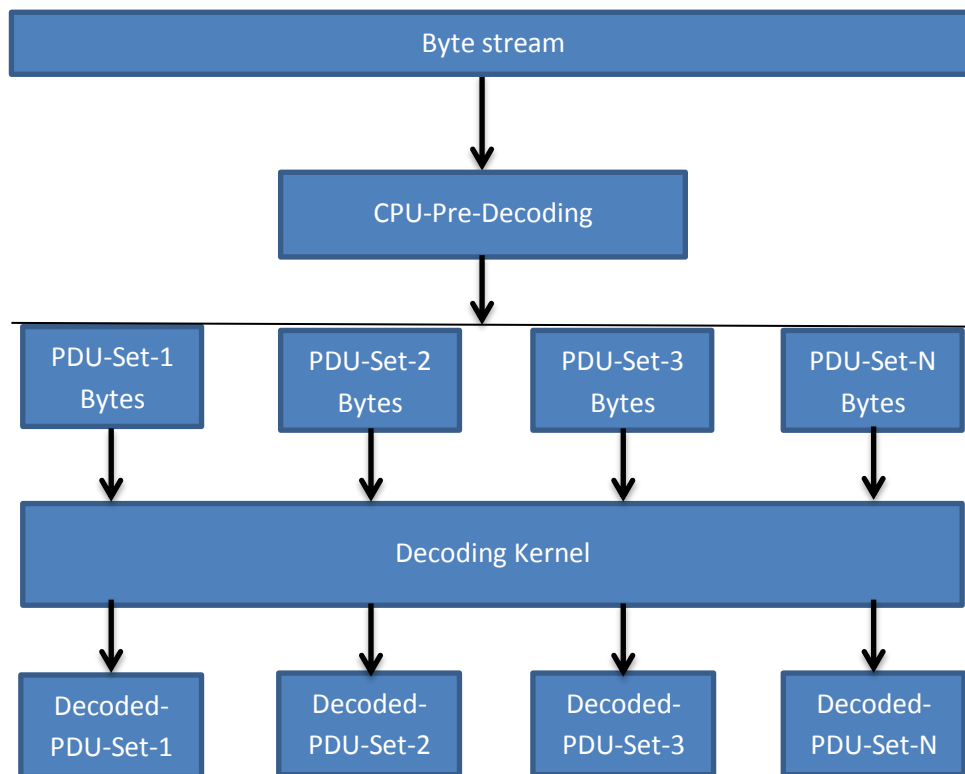 Byte stream
CPU-Pre-Decoding
PDU-Set-1
Bytes
PDU-Set-2
Bytes
PDU-Set-3
Bytes
PDU-Set-N
Bytes
Decoding Kernel
Decoded-
PDU-Set-1
Decoded-
PDU-Set-2
Decoded-
PDU-Set-3
Decoded-
PDU-Set-N